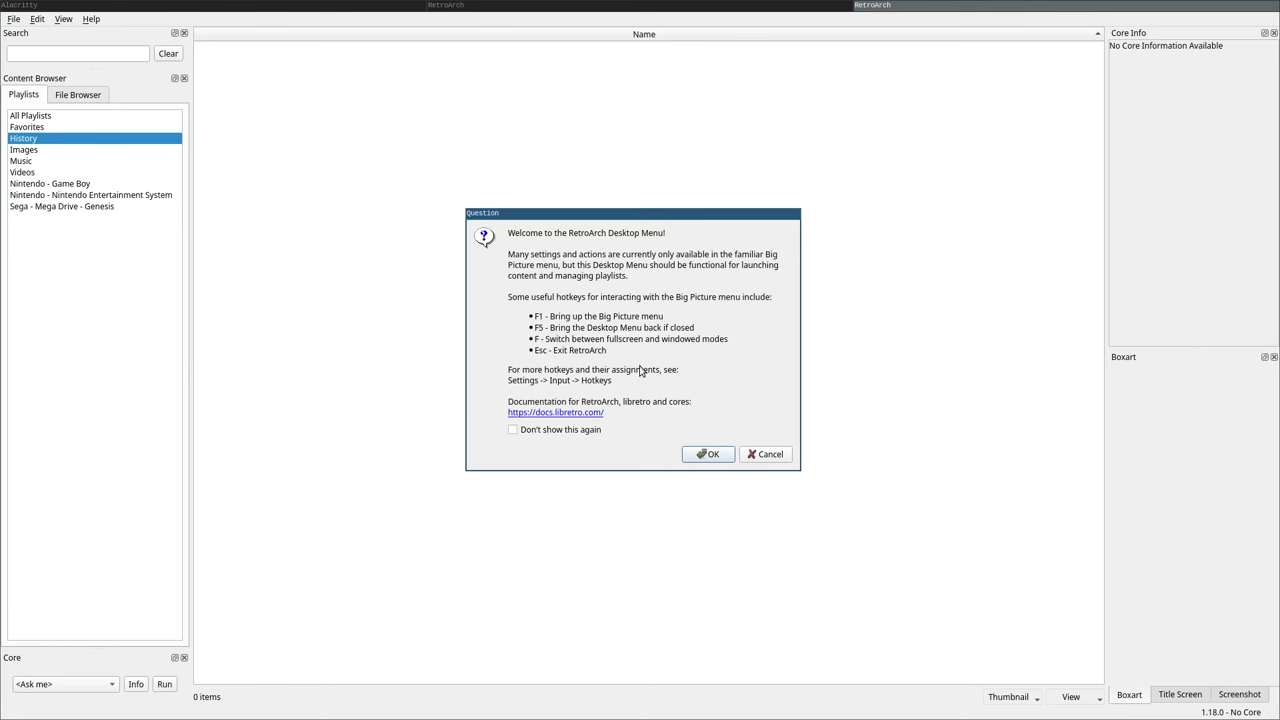 Alacritty
RetroArch
RetroArch
File
Edit
View
Help
Search
Clear
Content Browser
Playlists
File Browser
All Playlists
Favorites
History
Images
Music
Videos
Nintendo - Game Boy
Nintendo - Nintendo Entertainment System
Sega - Mega Drive - Genesis
Core
<Ask me>
Info
Run
Name
Question
Welcome to the RetroArch Desktop Menu!
Many settings and actions are currently only available in the familiar Big
Picture menu, but this Desktop Menu should be functional for launching
content and managing playlists.
Some useful hotkeys for interacting with the Big Picture menu include:
• F1 - Bring up the Big Picture menu
• F5 - Bring the Desktop Menu back if closed
• F - Switch between fullscreen and windowed modes
• Esc - Exit RetroArch
For more hotkeys and their assignments, see:
Settings -> Input -> Hotkeys
Documentation for RetroArch, libretro and cores:
https://docs.libretro.com/
Don't show this again
OK
Cancel
0 items
Thumbnail
View
Core Info
No Core Information Available
Boxart
Boxart
Title Screen
Screenshot
1.18.0 - No Core